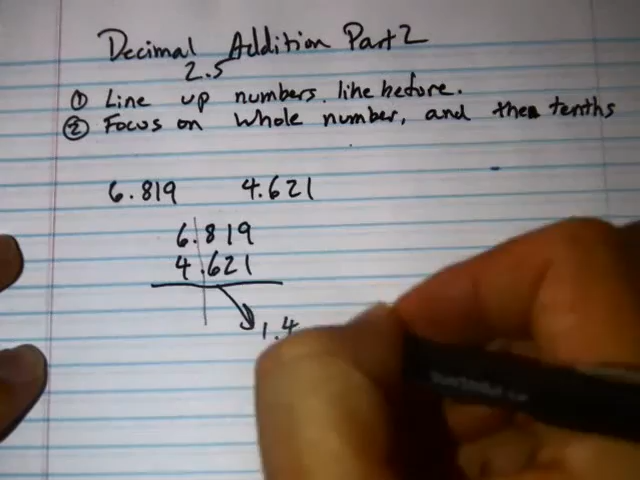 Decimal Addition Part 2
2.5
① Line up numbers. like before.
② Focus on whole number, and then tenths
6.819 4.621
6.819
4.621
1.4